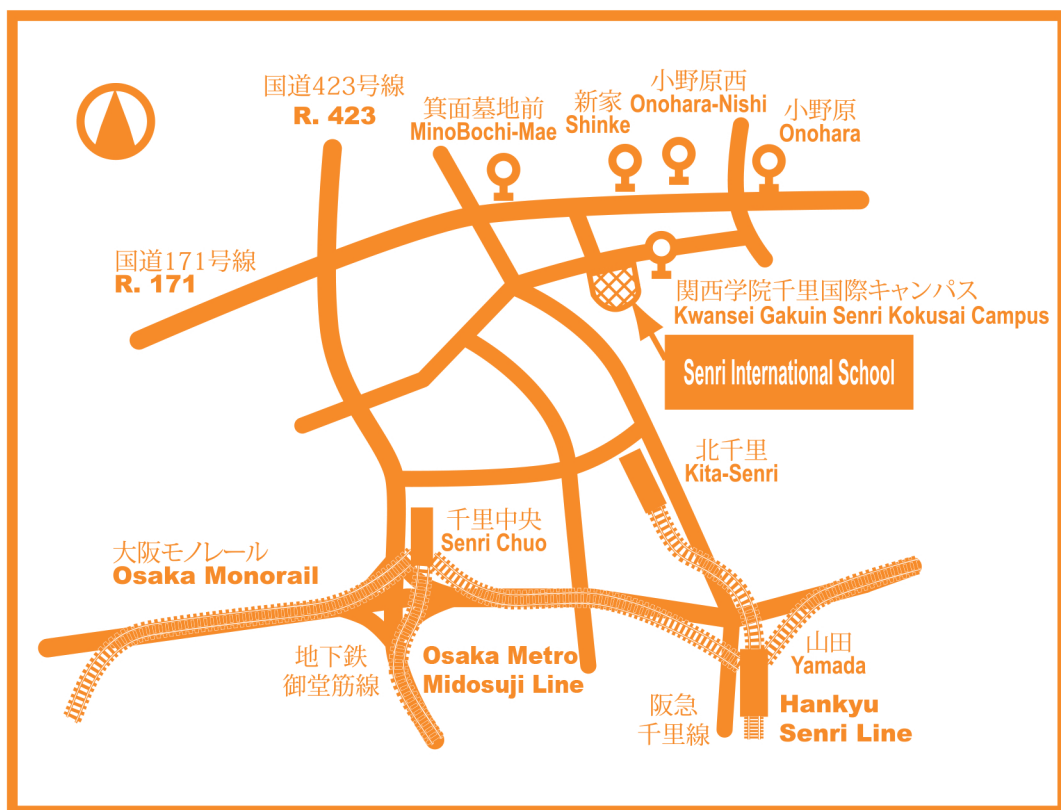 国道423号線
R. 423
箕面墓地前
MinoBochi-Mae
新家
Shinke
小野原西
Onohara-Nishi
小野原
Onohara
国道171号線
R. 171
関西学院千里国際キャンパス
Kwansei Gakuin Senri Kokusai Campus
Senri International School
北千里
Kita-Senri
千里中央
Senri Chuo
大阪モノレール
Osaka Monorail
地下鉄
御堂筋線
Osaka Metro
Midosuji Line
山田
Yamada
阪急
千里線
Hankyu
Senri Line